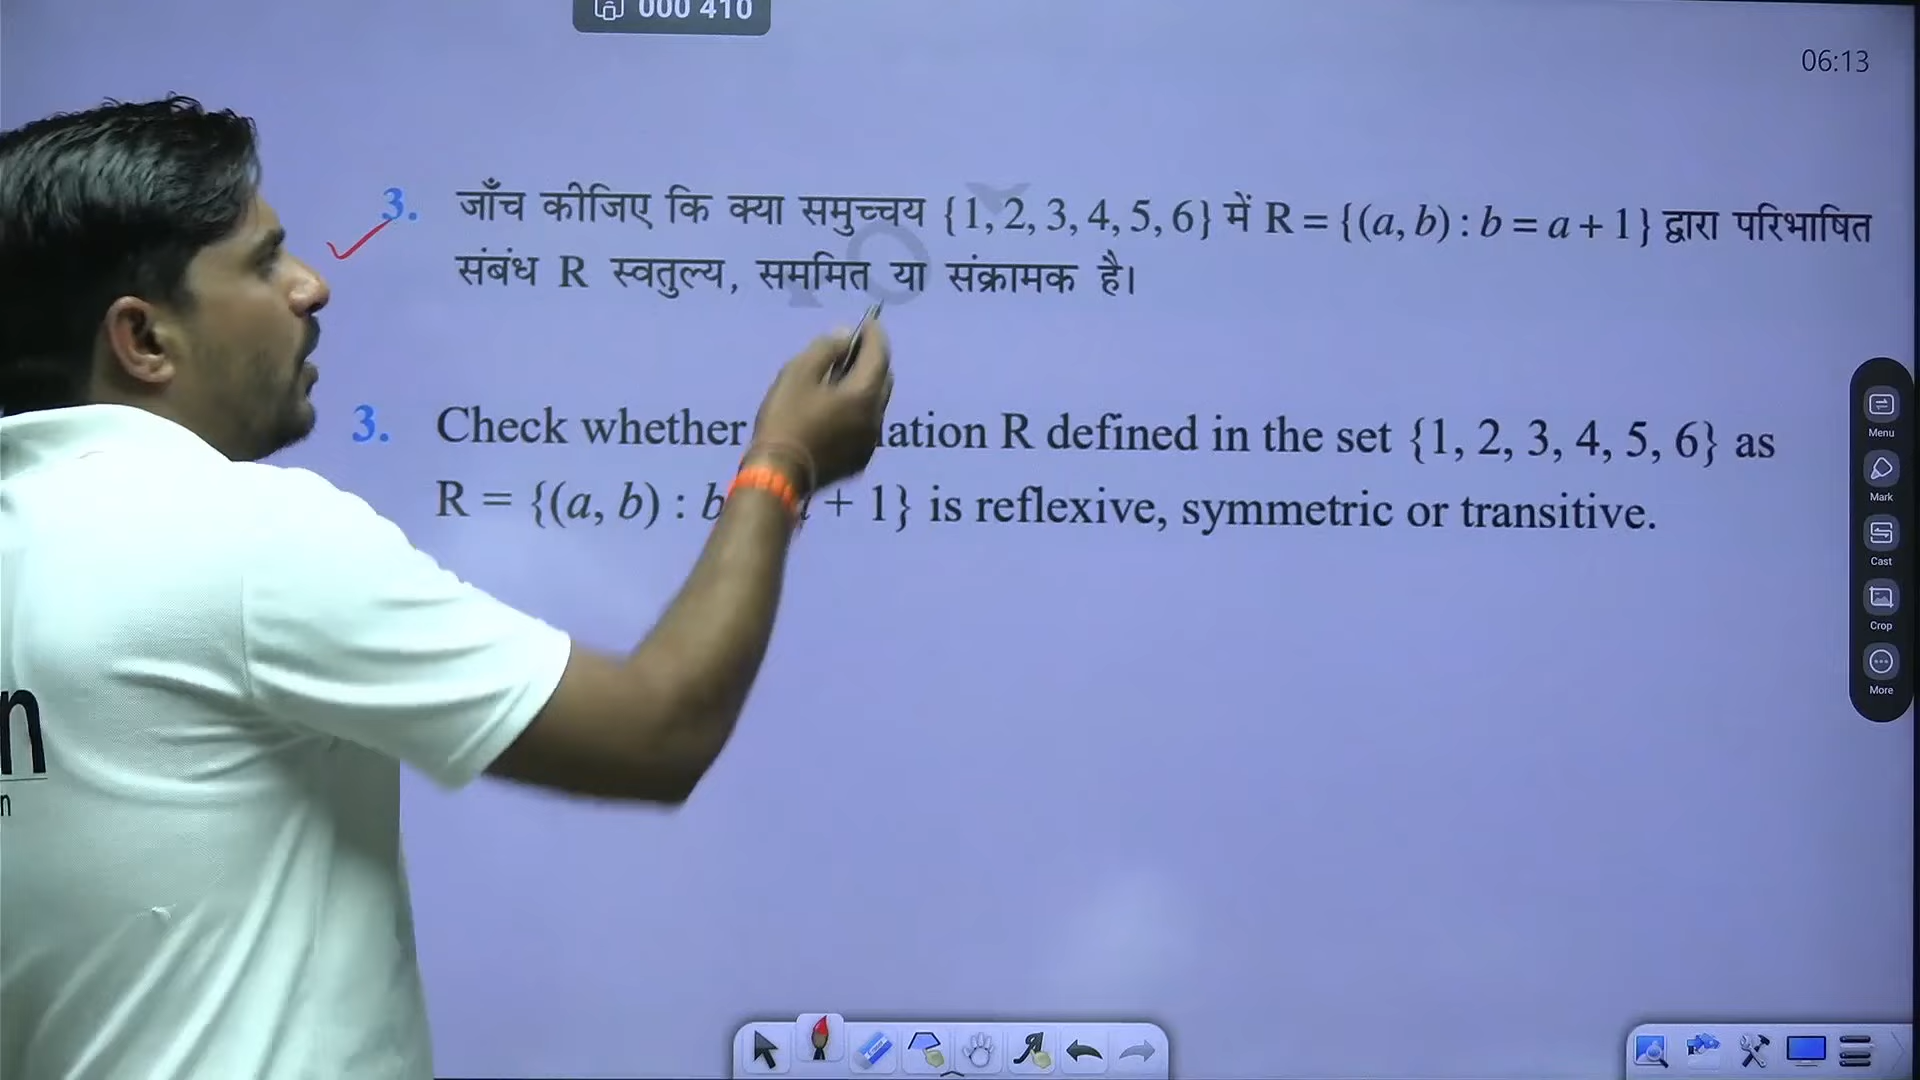 000 410
06:13
3. जाँच कीजिए कि क्या समुच्चय {1, 2, 3, 4, 5, 6} में R = {(a, b) : b = a + 1} द्वारा परिभाषित
संबंध R स्वतुल्य, सममित या संक्रामक है।
3. Check whether lation R defined in the set {1, 2, 3, 4, 5, 6} as
R = {(a, b) : b + 1} is reflexive, symmetric or transitive.
Menu
Mark
Cast
Crop
More
n
n